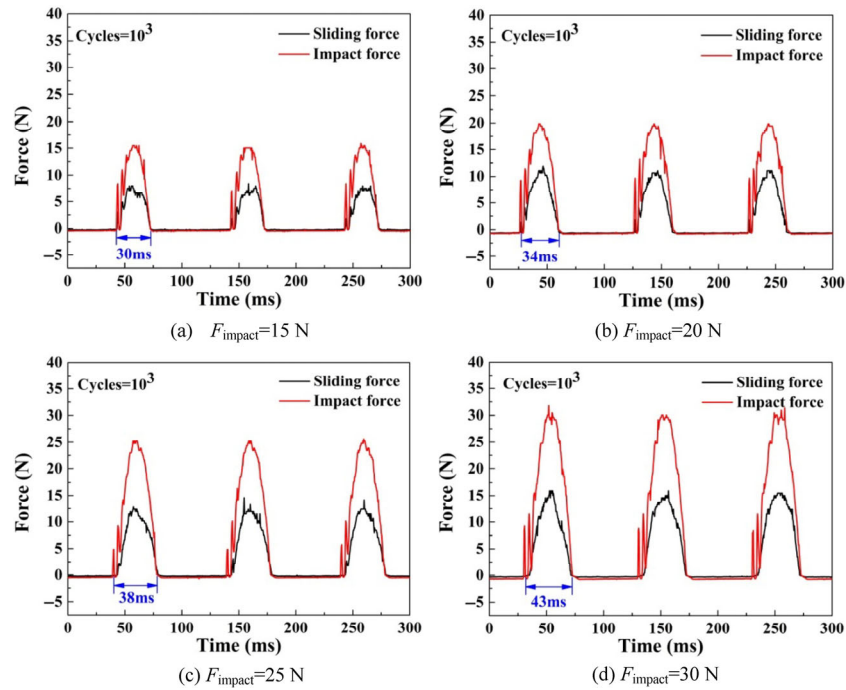 Cycles=10³
Sliding force
Impact force
Force (N)
40
35
30
25
20
15
10
5
0
−5
30ms
0 50 100 150 200 250 300
Time (ms)
(a) Fimpact=15 N
Cycles=10³
Sliding force
Impact force
Force (N)
40
35
30
25
20
15
10
5
0
−5
34ms
0 50 100 150 200 250 300
Time (ms)
(b) Fimpact=20 N
Cycles=10³
Sliding force
Impact force
Force (N)
40
35
30
25
20
15
10
5
0
−5
38ms
0 50 100 150 200 250 300
Time (ms)
(c) Fimpact=25 N
Cycles=10³
Sliding force
Impact force
Force (N)
40
35
30
25
20
15
10
5
0
−5
43ms
0 50 100 150 200 250 300
Time (ms)
(d) Fimpact=30 N